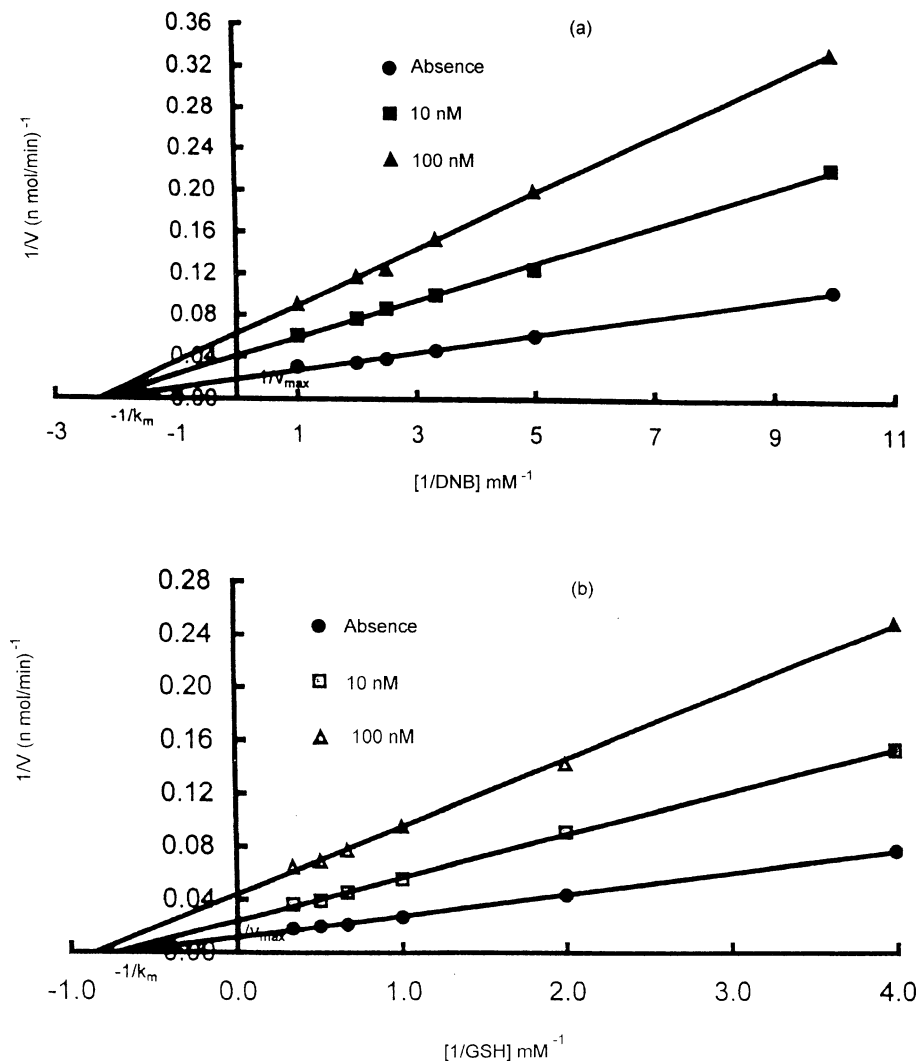 (a)
0.36
0.32
0.28
0.24
0.20
0.16
0.12
0.08
0.04
0.00
1/V (n mol/min)⁻¹
Absence
10 nM
100 nM
1/vmax
-1/km
-3 -1 1 3 5 7 9 11
[1/DNB] mM ⁻¹
(b)
0.28
0.24
0.20
0.16
0.12
0.08
0.04
0.00
1/V (n mol/min)⁻¹
Absence
10 nM
100 nM
/vmax
-1/km
-1.0 0.0 1.0 2.0 3.0 4.0
[1/GSH] mM ⁻¹